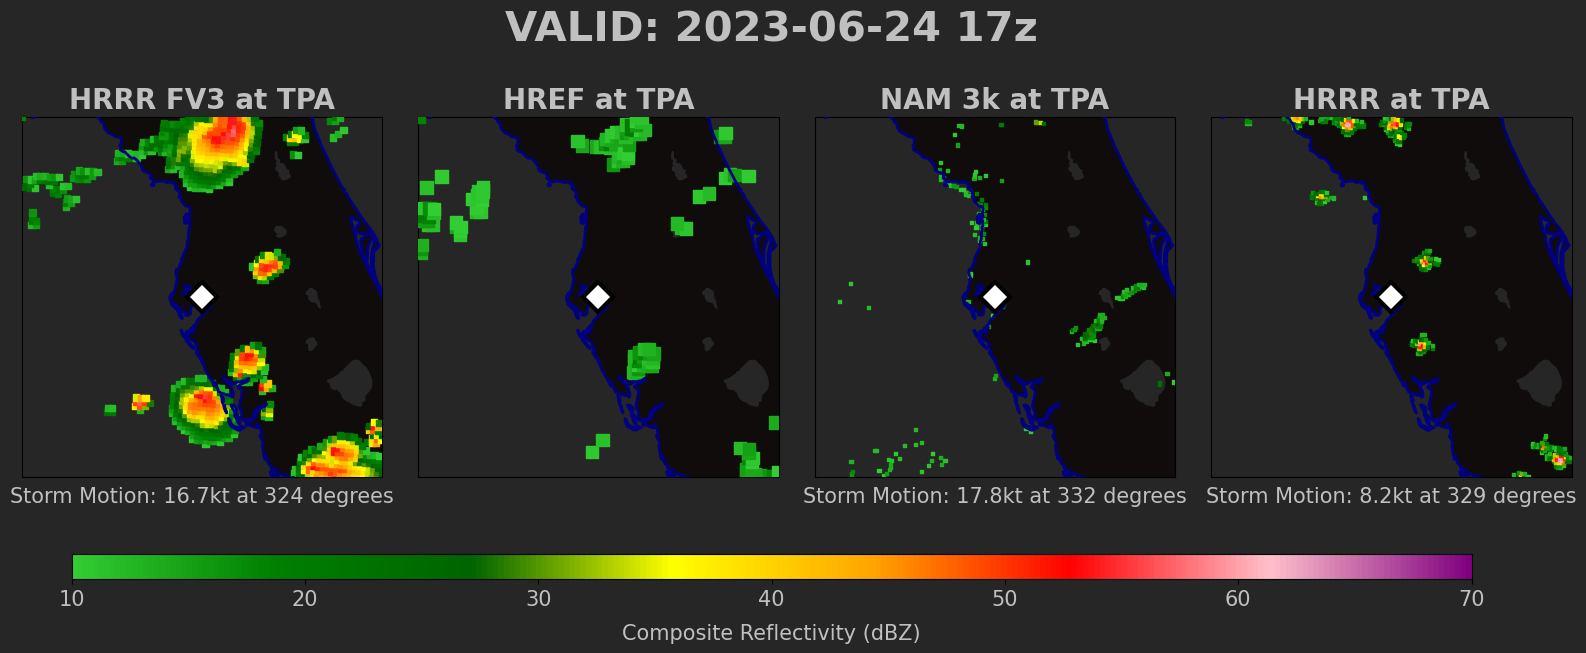 VALID: 2023-06-24 17z
HRRR FV3 at TPA
HREF at TPA
NAM 3k at TPA
HRRR at TPA
Storm Motion: 16.7kt at 324 degrees
Storm Motion: 17.8kt at 332 degrees
Storm Motion: 8.2kt at 329 degrees
10 20 30 40 50 60 70
Composite Reflectivity (dBZ)